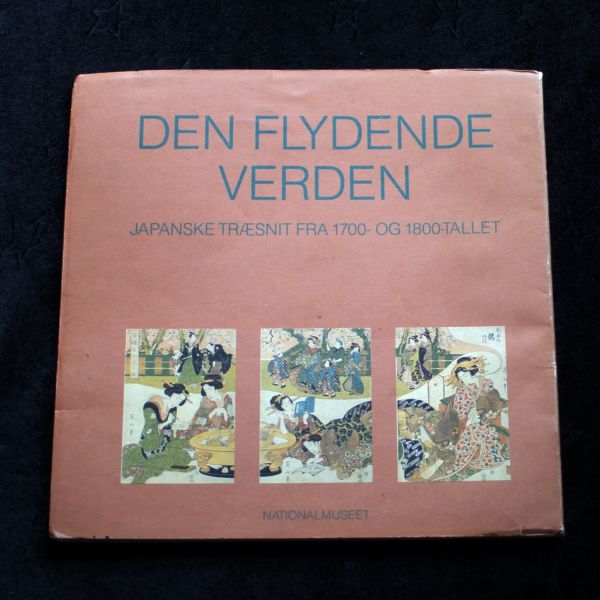 DEN FLYDENDE
VERDEN
JAPANSKE TRÆSNIT FRA 1700- OG 1800-TALLET
NATIONALMUSEET